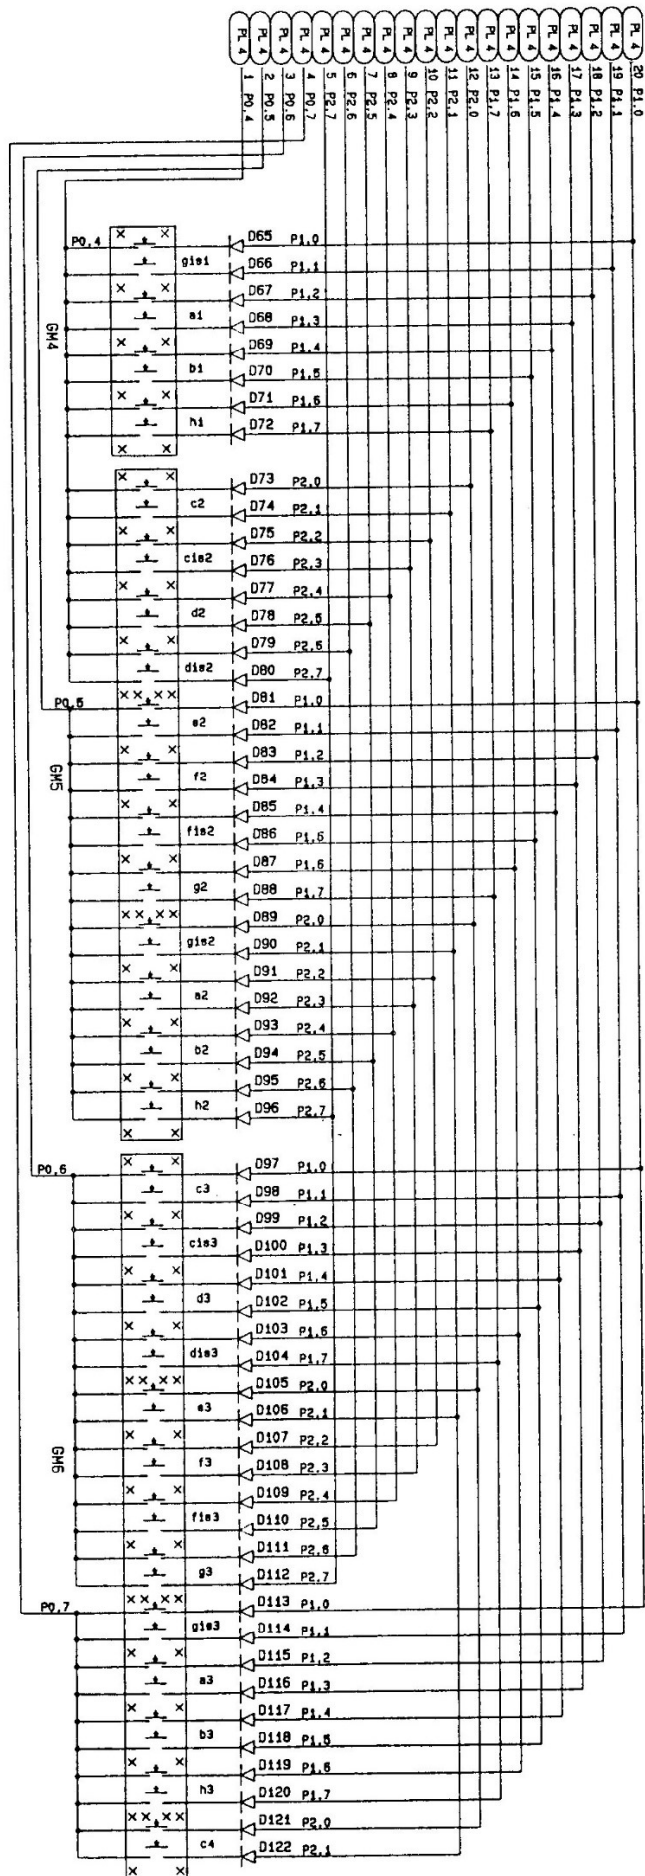 PL 4 20 P1.0
PL 4 19 P1.1
PL 4 18 P1.2
PL 4 17 P1.3
PL 4 16 P1.4
PL 4 15 P1.5
PL 4 14 P1.6
PL 4 13 P1.7
PL 4 12 P2.0
PL 4 11 P2.1
PL 4 10 P2.2
PL 4 9 P2.3
PL 4 8 P2.4
PL 4 7 P2.5
PL 4 6 P2.6
PL 4 5 P2.7
PL 4 4 P0.7
PL 4 3 P0.6
PL 4 2 P0.5
PL 4 1 P0.4
P0.4
D65 P1.0
gis1
D66 P1.1
D67 P1.2
a1
D68 P1.3
GM4
D69 P1.4
b1
D70 P1.5
D71 P1.6
h1
D72 P1.7
D73 P2.0
c2
D74 P2.1
D75 P2.2
cis2
D76 P2.3
D77 P2.4
d2
D78 P2.5
D79 P2.6
dis2
D80 P2.7
P0.5
D81 P1.0
e2
D82 P1.1
D83 P1.2
GM5
f2
D84 P1.3
D85 P1.4
fis2
D86 P1.5
D87 P1.6
g2
D88 P1.7
D89 P2.0
gis2
D90 P2.1
D91 P2.2
a2
D92 P2.3
D93 P2.4
b2
D94 P2.5
D95 P2.6
h2
D96 P2.7
P0.6
D97 P1.0
c3
D98 P1.1
D99 P1.2
cis3
D100 P1.3
D101 P1.4
d3
D102 P1.5
D103 P1.6
dis3
D104 P1.7
D105 P2.0
e3
D106 P2.1
D107 P2.2
GM6
f3
D108 P2.3
D109 P2.4
fis3
D110 P2.5
D111 P2.6
g3
D112 P2.7
P0.7
D113 P1.0
gis3
D114 P1.1
D115 P1.2
a3
D116 P1.3
D117 P1.4
b3
D118 P1.5
D119 P1.6
h3
D120 P1.7
D121 P2.0
c4
D122 P2.1